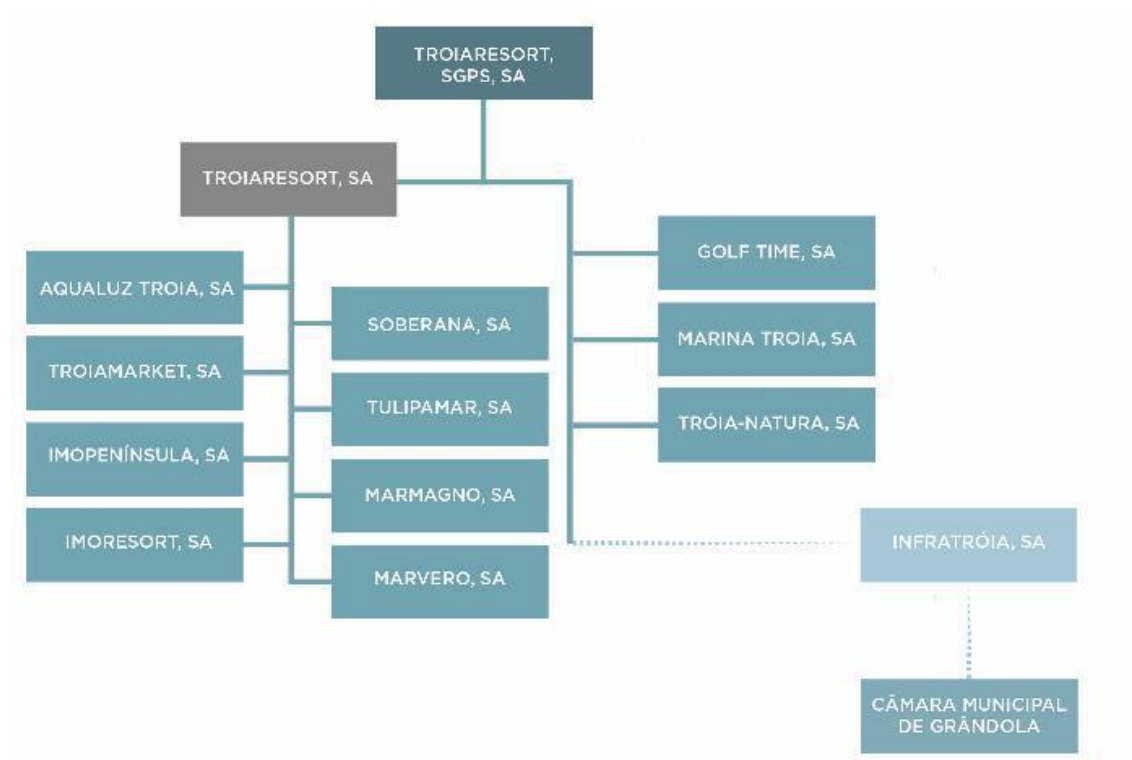 TROIARESORT,
SGPS, SA
TROIARESORT, SA
AQUALUZ TROIA, SA
TROIAMARKET, SA
IMOPENÍNSULA, SA
IMORESORT, SA
SOBERANA, SA
TULIPAMAR, SA
MARMAGNO, SA
MARVERO, SA
GOLF TIME, SA
MARINA TROIA, SA
TRÓIA-NATURA, SA
INFRATRÓIA, SA
CÂMARA MUNICIPAL
DE GRÂNDOLA